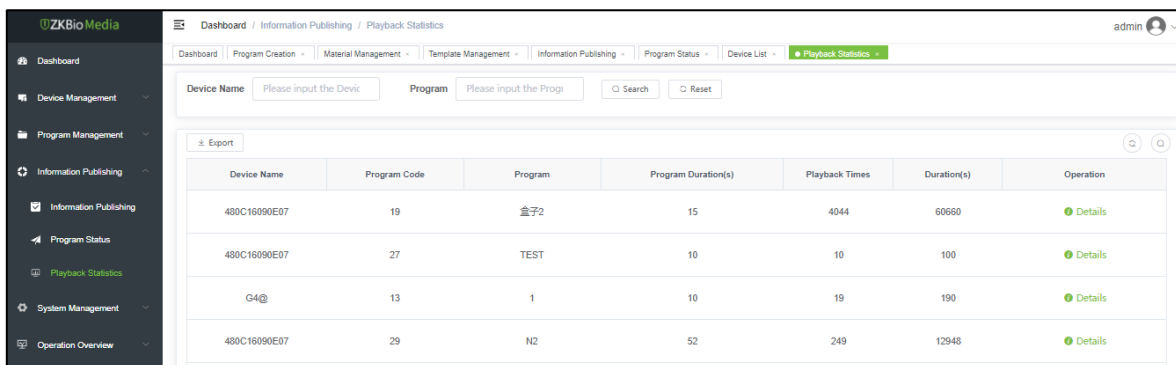 ZKBio Media
Dashboard / Information Publishing / Playback Statistics
admin
Dashboard Program Creation × Material Management × Template Management × Information Publishing × Program Status × Device List × Playback Statistics ×
Dashboard
Device Management
Program Management
Information Publishing
Information Publishing
Program Status
Playback Statistics
System Management
Operation Overview
Device Name Please input the Devic Program Please input the Progr Search Reset
Export
Device Name Program Code Program Program Duration(s) Playback Times Duration(s) Operation
480C16090E07 19 盒子2 15 4044 60660 Details
480C16090E07 27 TEST 10 10 100 Details
G4@ 13 1 10 19 190 Details
480C16090E07 29 N2 52 249 12948 Details